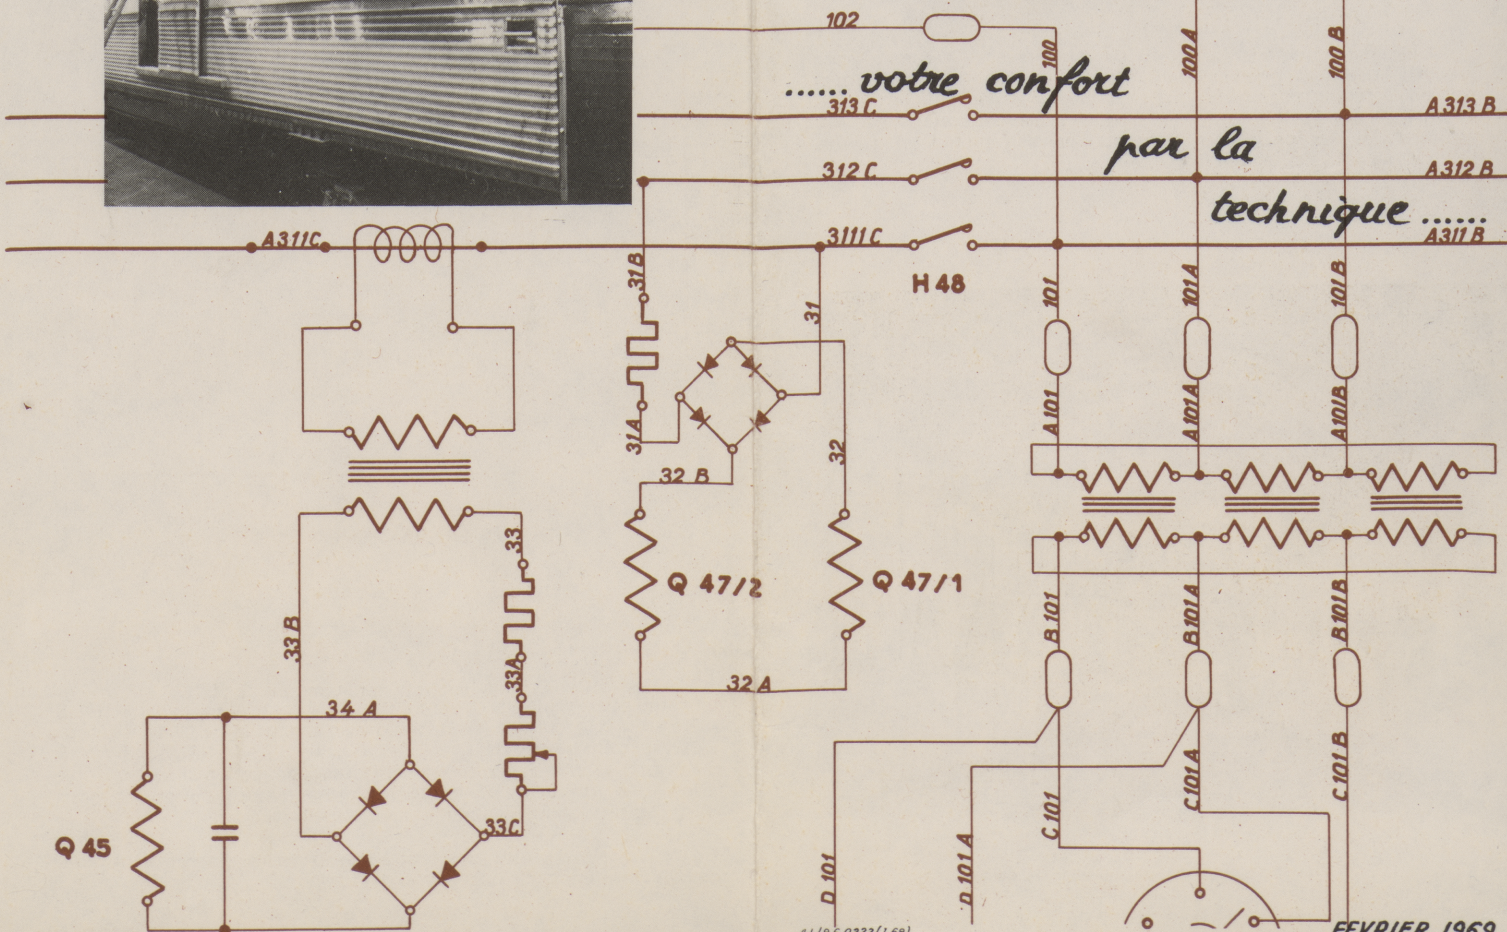 102
100
100 A
100 B
...... votre confort
313 C
A 313 B
par la
312 C
A 312 B
technique ......
A311C
3111 C
A 311 B
H 48
31 B
31
101
101 A
101 B
31A
32
A 101
A 101 A
A 101 B
32 B
33
Q 47/2
Q 47/1
33 B
33A
32 A
B 101
B 101 A
B 101 B
34 A
Q 45
33C
D 101
D 101 A
C 101
C 101 A
C 101 B
FEVRIER 1969